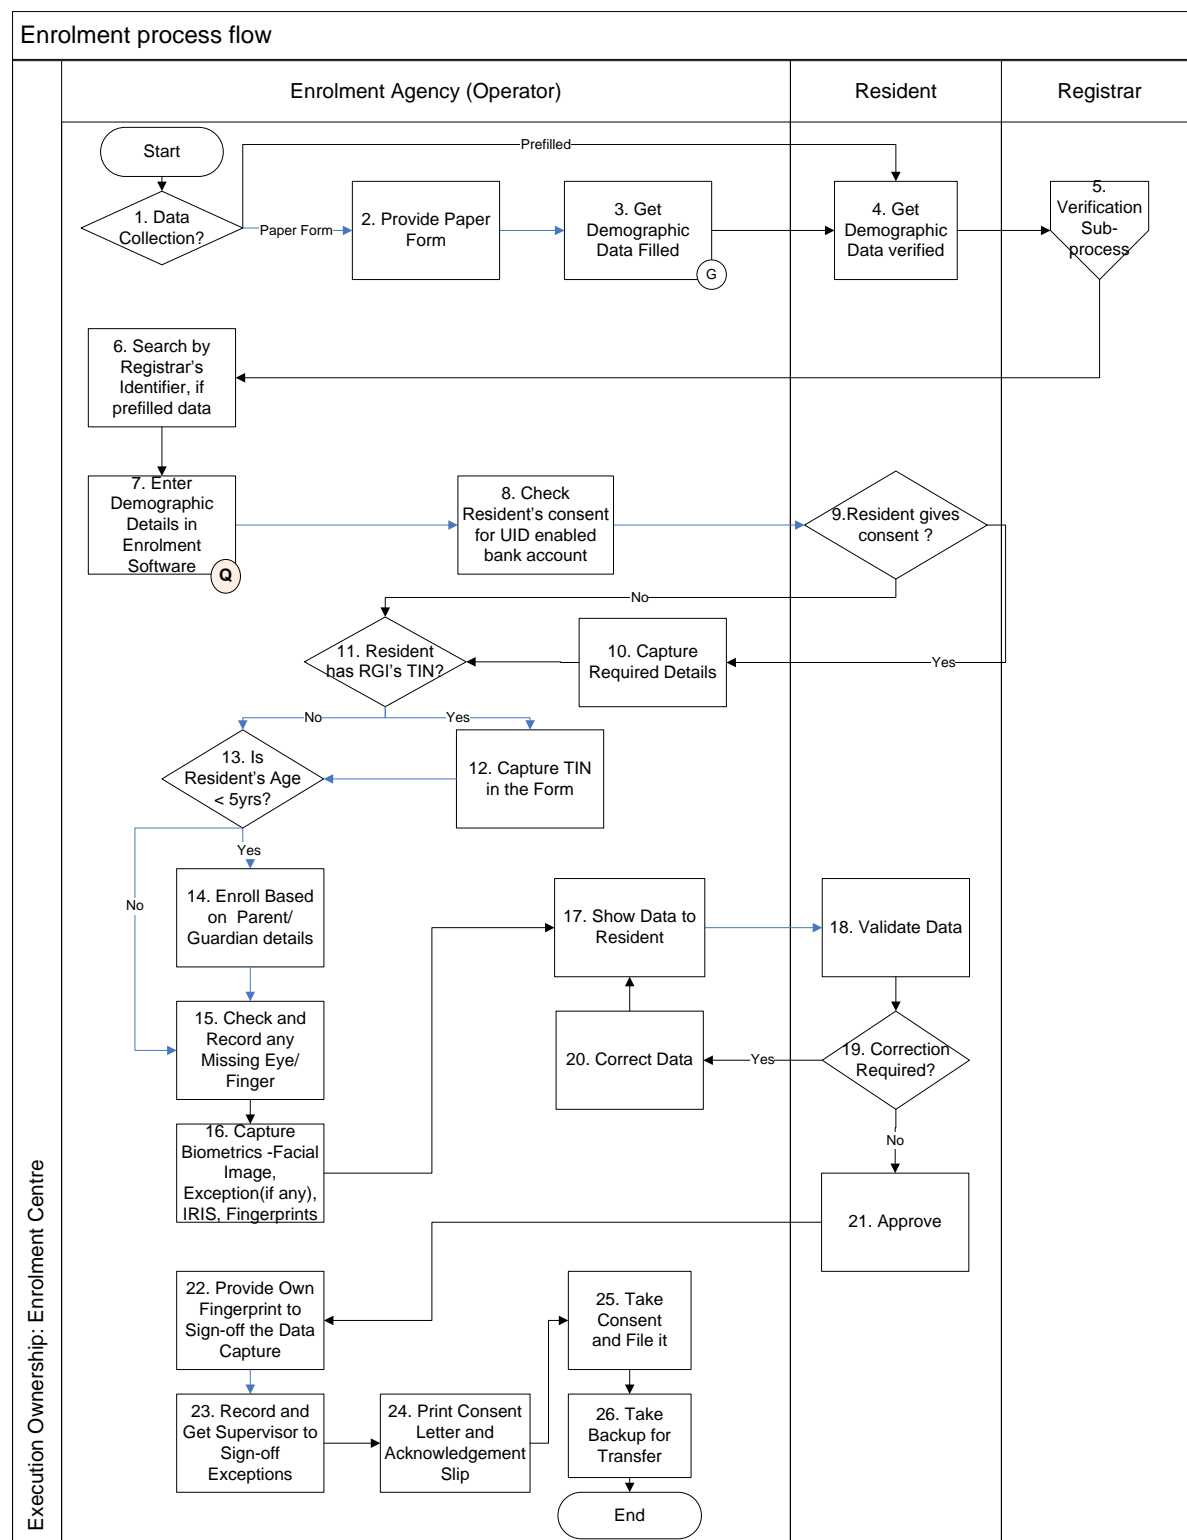 Enrolment process flow
Enrolment Agency (Operator)
Resident
Registrar
Execution Ownership: Enrolment Centre
Start
Prefilled
1. Data
Collection?
Paper Form
2. Provide Paper
Form
3. Get
Demographic
Data Filled
G
4. Get
Demographic
Data verified
5.
Verification
Sub-
process
6. Search by
Registrar's
Identifier, if
prefilled data
7. Enter
Demographic
Details in
Enrolment
Software
Q
8. Check
Resident's consent
for UID enabled
bank account
9.Resident gives
consent ?
No
Yes
10. Capture
Required Details
11. Resident
has RGI's TIN?
No
Yes
12. Capture TIN
in the Form
13. Is
Resident's Age
< 5yrs?
Yes
No
14. Enroll Based
on Parent/
Guardian details
15. Check and
Record any
Missing Eye/
Finger
16. Capture
Biometrics -Facial
Image,
Exception(if any),
IRIS, Fingerprints
17. Show Data to
Resident
18. Validate Data
19. Correction
Required?
Yes
20. Correct Data
No
21. Approve
22. Provide Own
Fingerprint to
Sign-off the Data
Capture
23. Record and
Get Supervisor to
Sign-off
Exceptions
24. Print Consent
Letter and
Acknowledgement
Slip
25. Take
Consent
and File it
26. Take
Backup for
Transfer
End